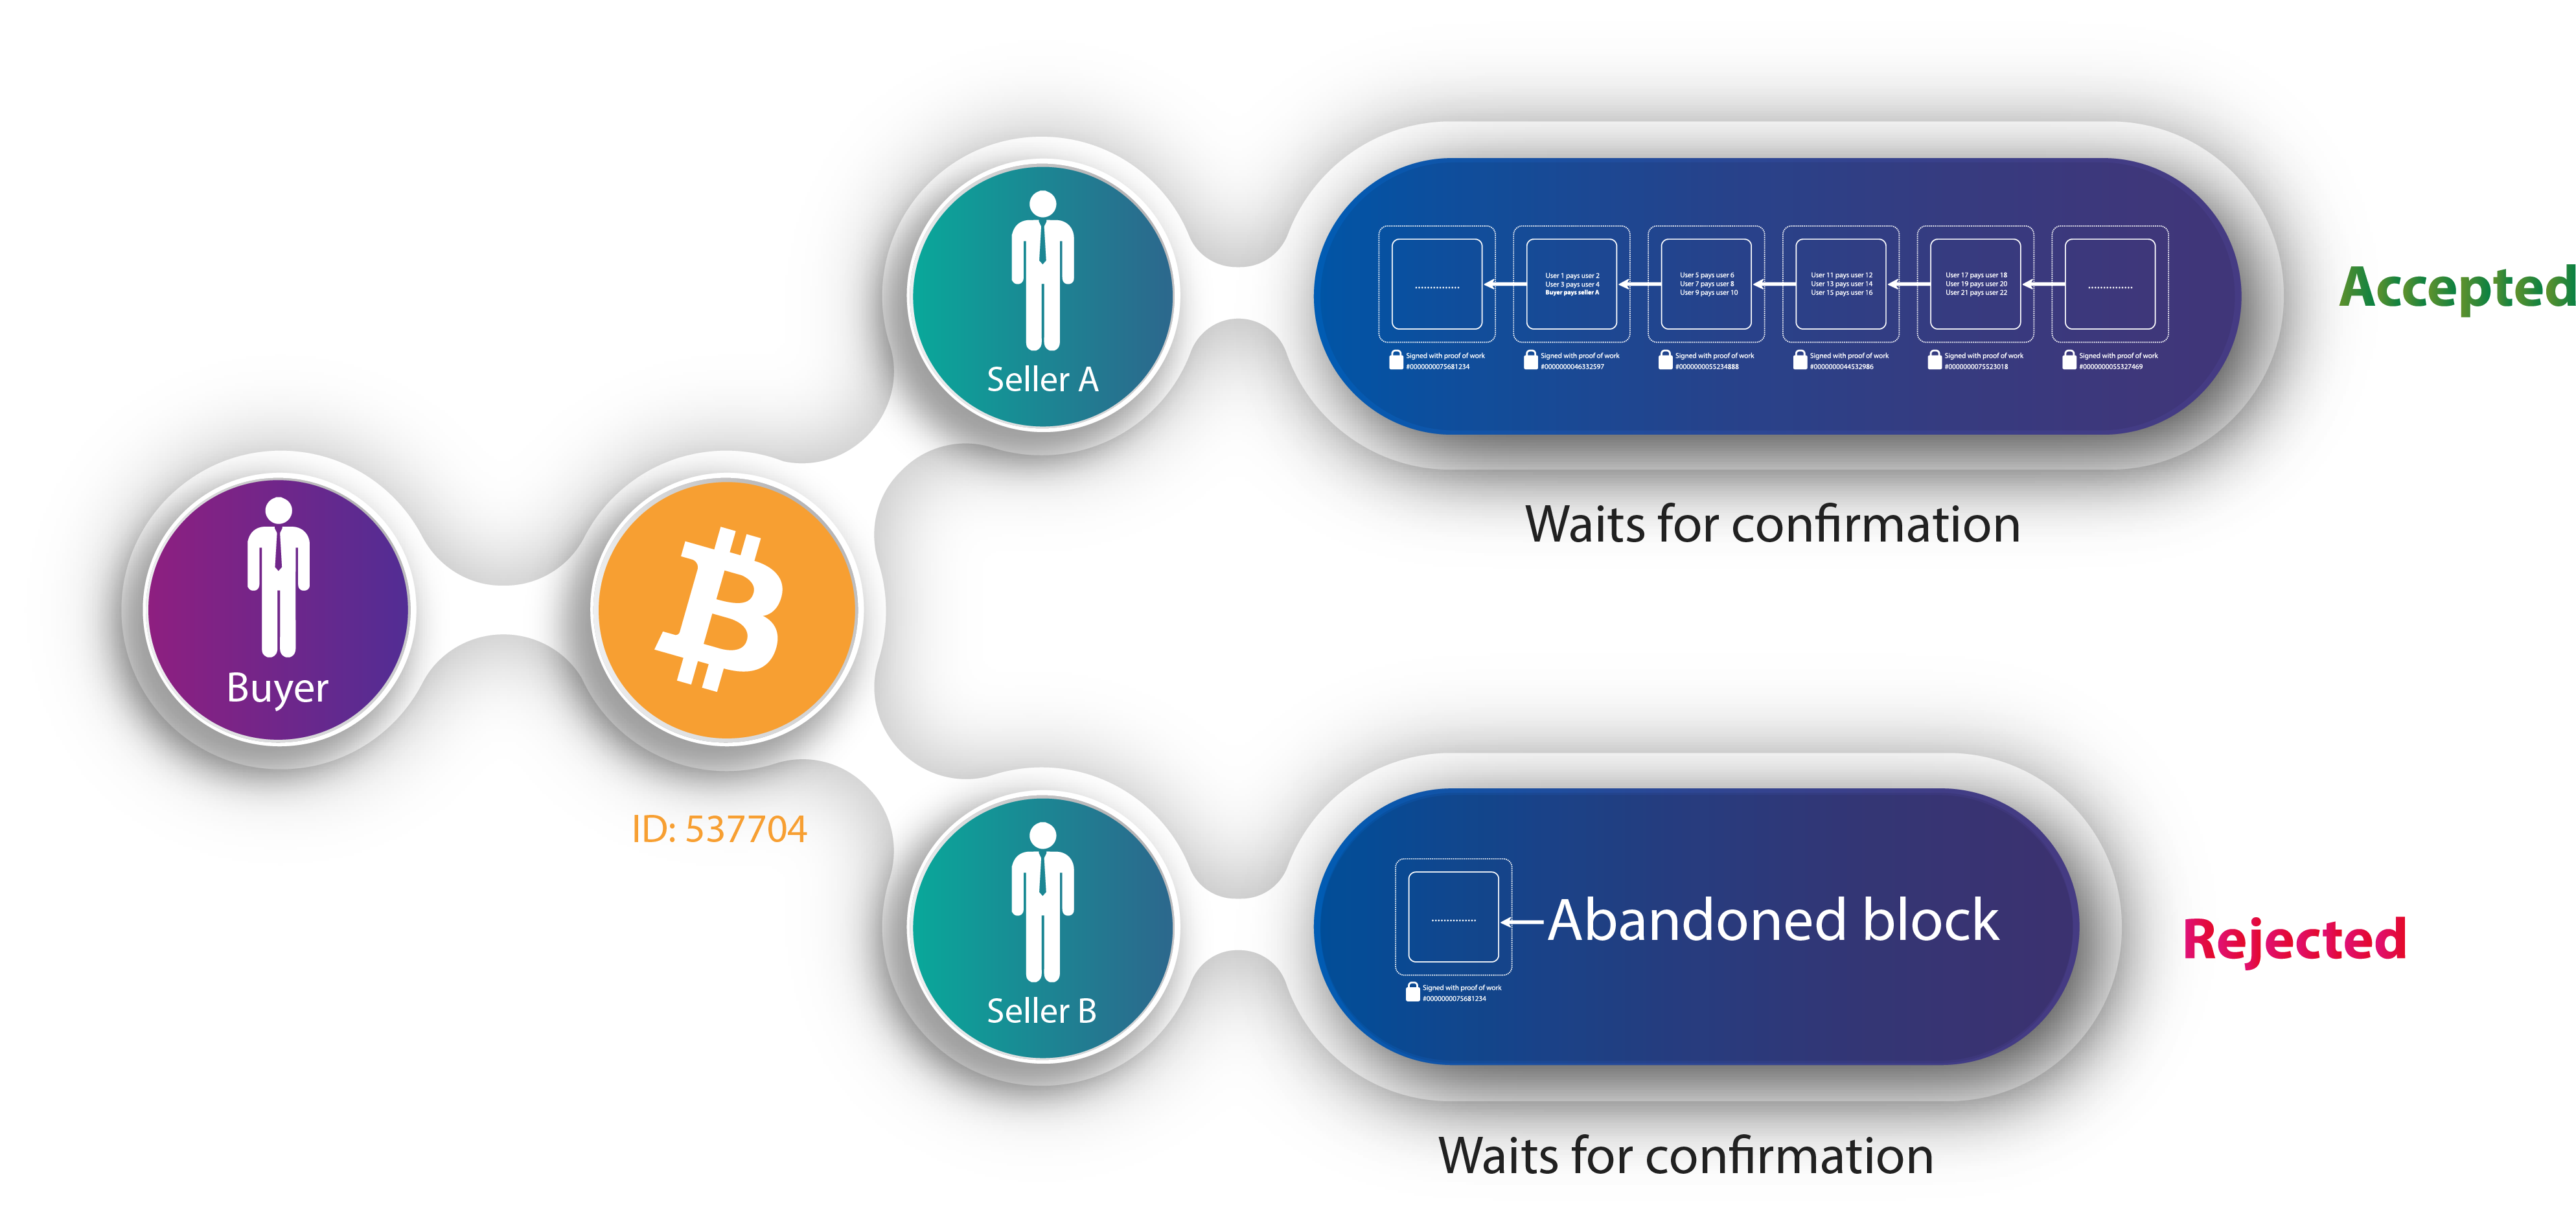 Buyer
ID: 537704
Seller A
...............
Signed with proof of work
#0000000075681234
User 1 pays user 2
User 3 pays user 4
Buyer pays seller A
Signed with proof of work
#0000000046332597
User 5 pays user 6
User 7 pays user 8
User 9 pays user 10
Signed with proof of work
#0000000055234888
User 11 pays user 12
User 13 pays user 14
User 15 pays user 16
Signed with proof of work
#0000000044532986
User 17 pays user 18
User 19 pays user 20
User 21 pays user 22
Signed with proof of work
#0000000075523018
...............
Signed with proof of work
#0000000055327469
Waits for confirmation
Accepted
Seller B
...............
Signed with proof of work
#0000000075681234
Abandoned block
Waits for confirmation
Rejected